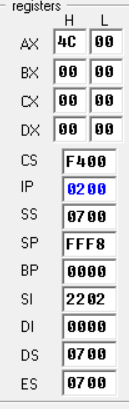 registers
H L
AX 4C 00
BX 00 00
CX 00 00
DX 00 00
CS F400
IP 0200
SS 0700
SP FFF8
BP 0000
SI 2202
DI 0000
DS 0700
ES 0700